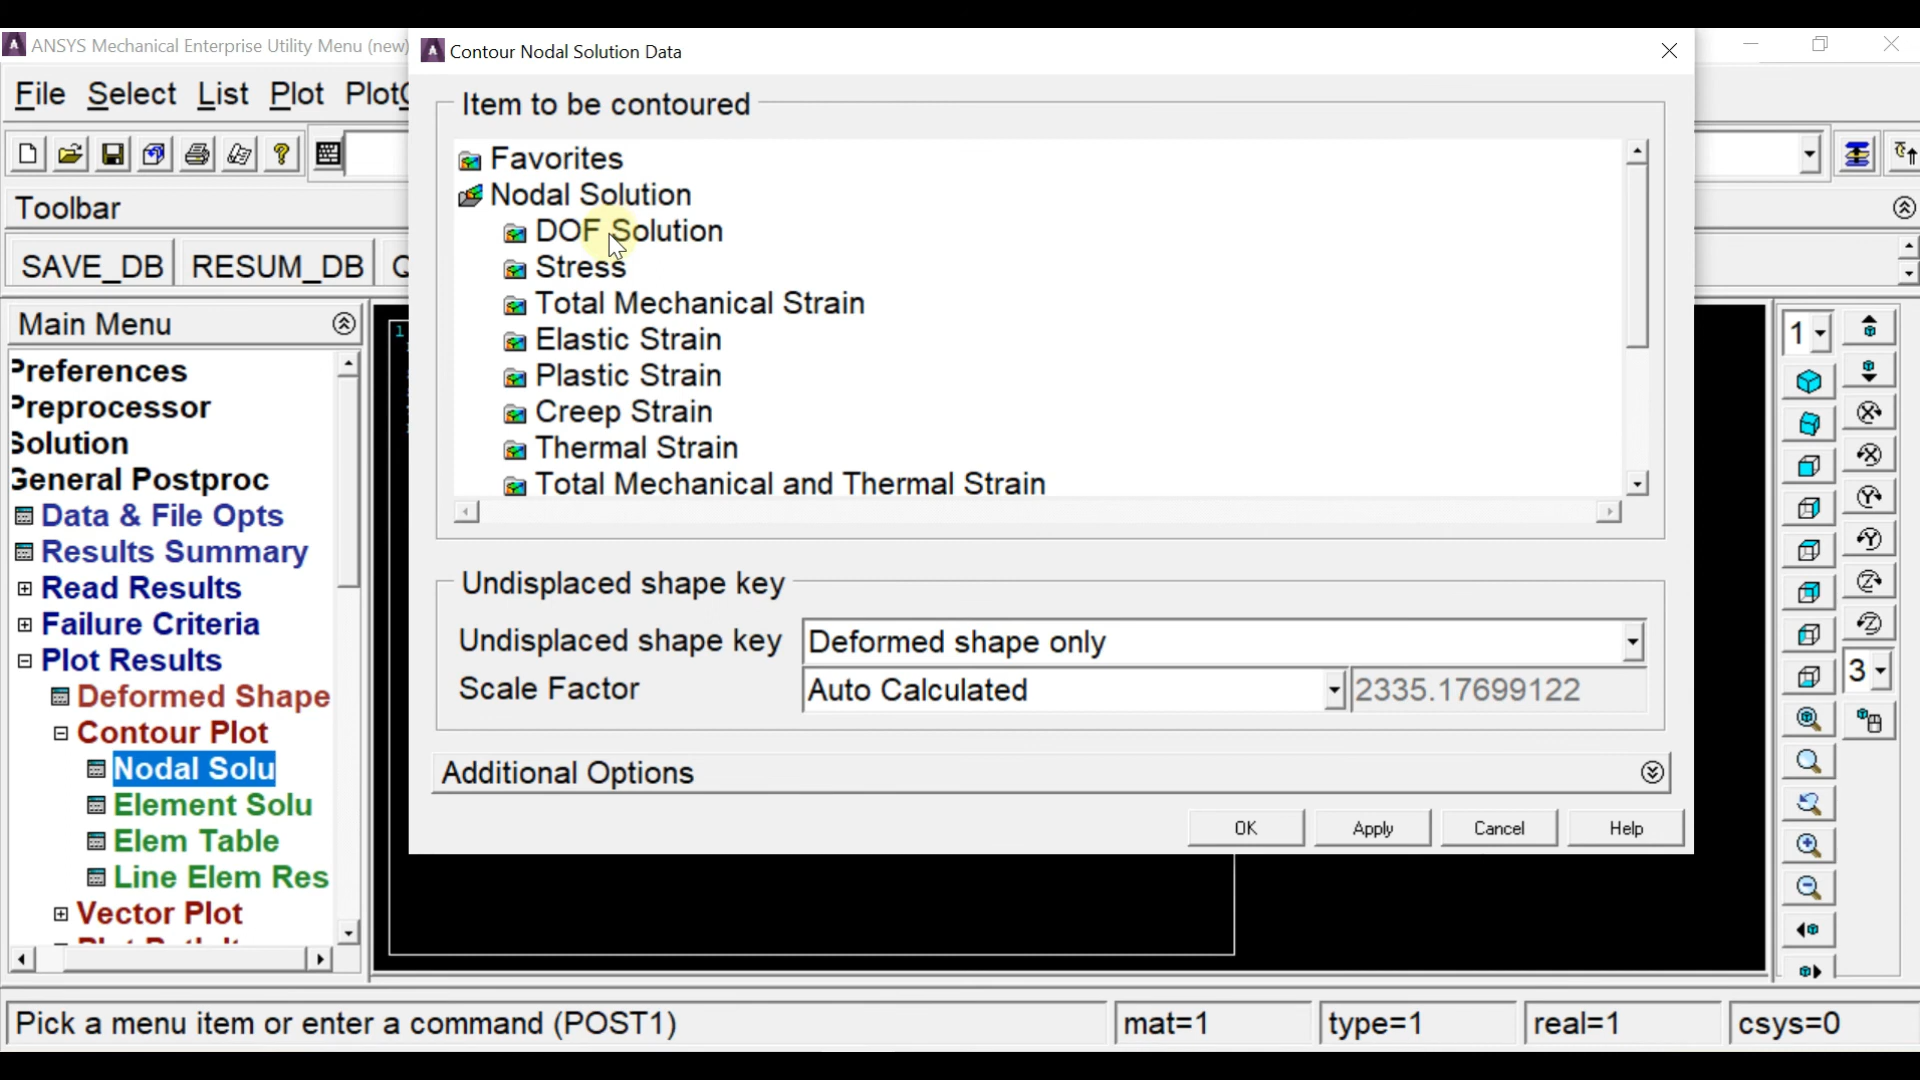 ANSYS Mechanical Enterprise Utility Menu (new)
Contour Nodal Solution Data
File Select List Plot
Item to be contoured
Favorites
Nodal Solution
DOF Solution
Stress
Total Mechanical Strain
Elastic Strain
Plastic Strain
Creep Strain
Thermal Strain
Total Mechanical and Thermal Strain
Undisplaced shape key
Undisplaced shape key Deformed shape only
Scale Factor Auto Calculated 2335.17699122
Additional Options
OK Apply Cancel Help
Toolbar
SAVE_DB RESUM_DB
Main Menu
Preferences
Preprocessor
Solution
General Postproc
Data & File Opts
Results Summary
Read Results
Failure Criteria
Plot Results
Deformed Shape
Contour Plot
Nodal Solu
Element Solu
Elem Table
Line Elem Res
Vector Plot
1
1
3
Pick a menu item or enter a command (POST1) mat=1 type=1 real=1 csys=0